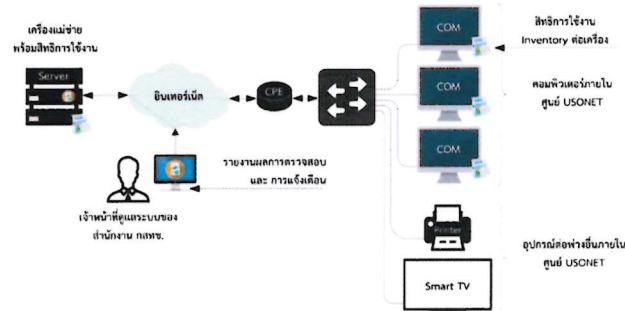 เครื่องแม่ข่าย
พร้อมสิทธิการใช้งาน
Server
อินเทอร์เน็ต
CPE
COM
COM
COM
สิทธิการใช้งาน
Inventory ต่อเครื่อง
คอมพิวเตอร์ภายใน
ศูนย์ USONET
รายงานผลการตรวจสอบ
และ การแจ้งเตือน
เจ้าหน้าที่ดูแลระบบของ
สำนักงาน กสทช.
Printer
Smart TV
อุปกรณ์ต่อพ่วงอื่นภายใน
ศูนย์ USONET